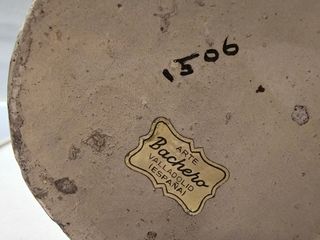 1506
ARTE
Bachero
VALLADOLID
(ESPAÑA)